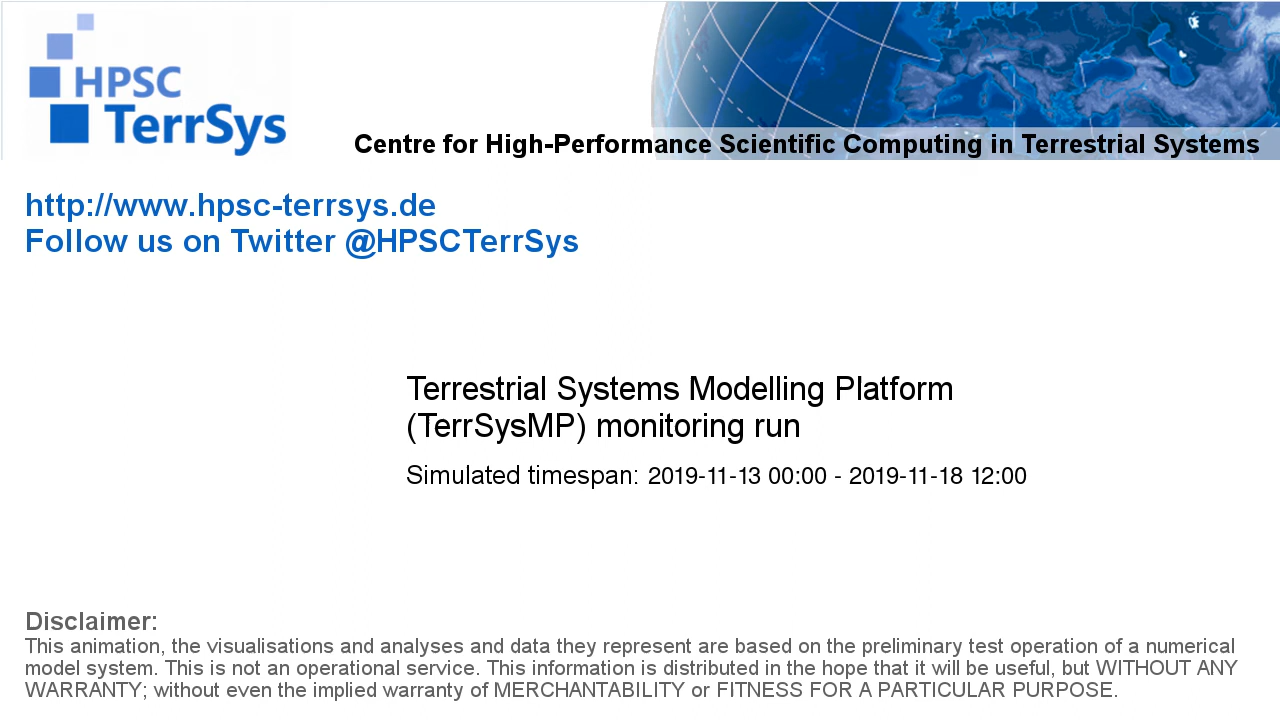 HPSC
TerrSys
Centre for High-Performance Scientific Computing in Terrestrial Systems
http://www.hpsc-terrsys.de
Follow us on Twitter @HPSCTerrSys
Terrestrial Systems Modelling Platform
(TerrSysMP) monitoring run
Simulated timespan: 2019-11-13 00:00 - 2019-11-18 12:00
Disclaimer:
This animation, the visualisations and analyses and data they represent are based on the preliminary test operation of a numerical
model system. This is not an operational service. This information is distributed in the hope that it will be useful, but WITHOUT ANY
WARRANTY; without even the implied warranty of MERCHANTABILITY or FITNESS FOR A PARTICULAR PURPOSE.